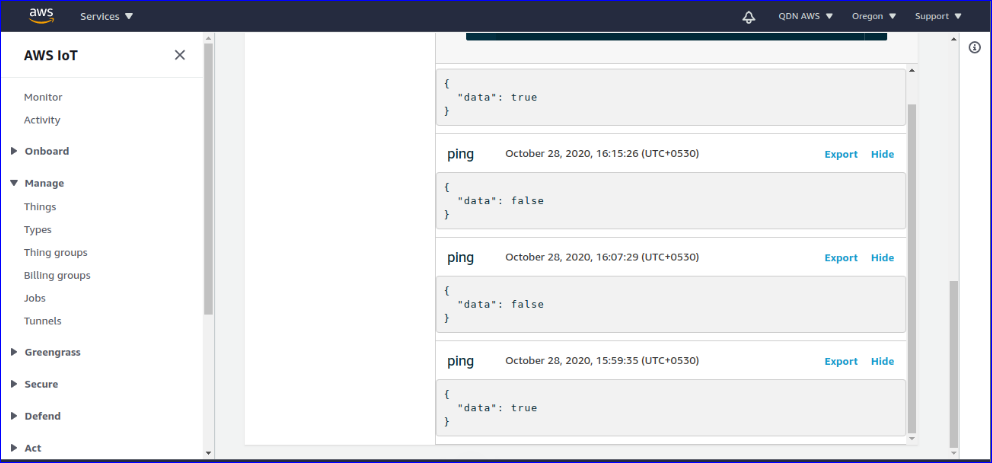 aws Services QDN AWS Oregon Support
AWS IoT
Monitor
Activity
Onboard
Manage
Things
Types
Thing groups
Billing groups
Jobs
Tunnels
Greengrass
Secure
Defend
Act
{
"data": true
}
ping October 28, 2020, 16:15:26 (UTC+0530) Export Hide
{
"data": false
}
ping October 28, 2020, 16:07:29 (UTC+0530) Export Hide
{
"data": false
}
ping October 28, 2020, 15:59:35 (UTC+0530) Export Hide
{
"data": true
}